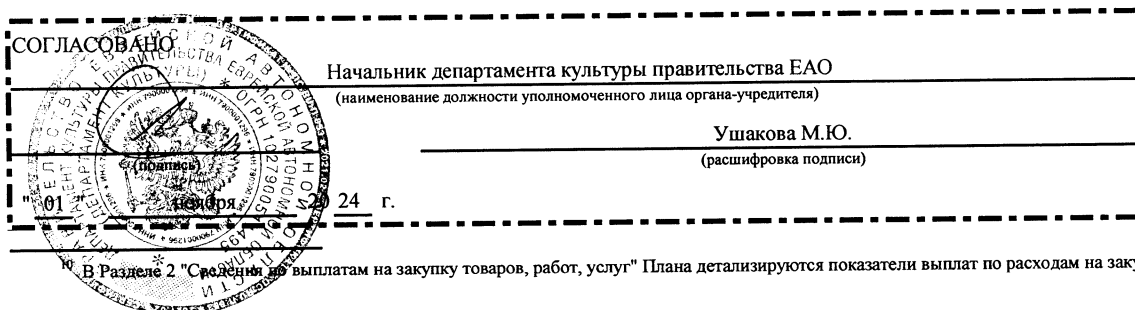 СОГЛАСОВАНО
Начальник департамента культуры правительства ЕАО
(наименование должности уполномоченного лица органа-учредителя)
Ушакова М.Ю.
(подпись)
(расшифровка подписи)
" 01 " ноября 20 24 г.
10 В Разделе 2 "Сведения по выплатам на закупку товаров, работ, услуг" Плана детализируются показатели выплат по расходам на заку